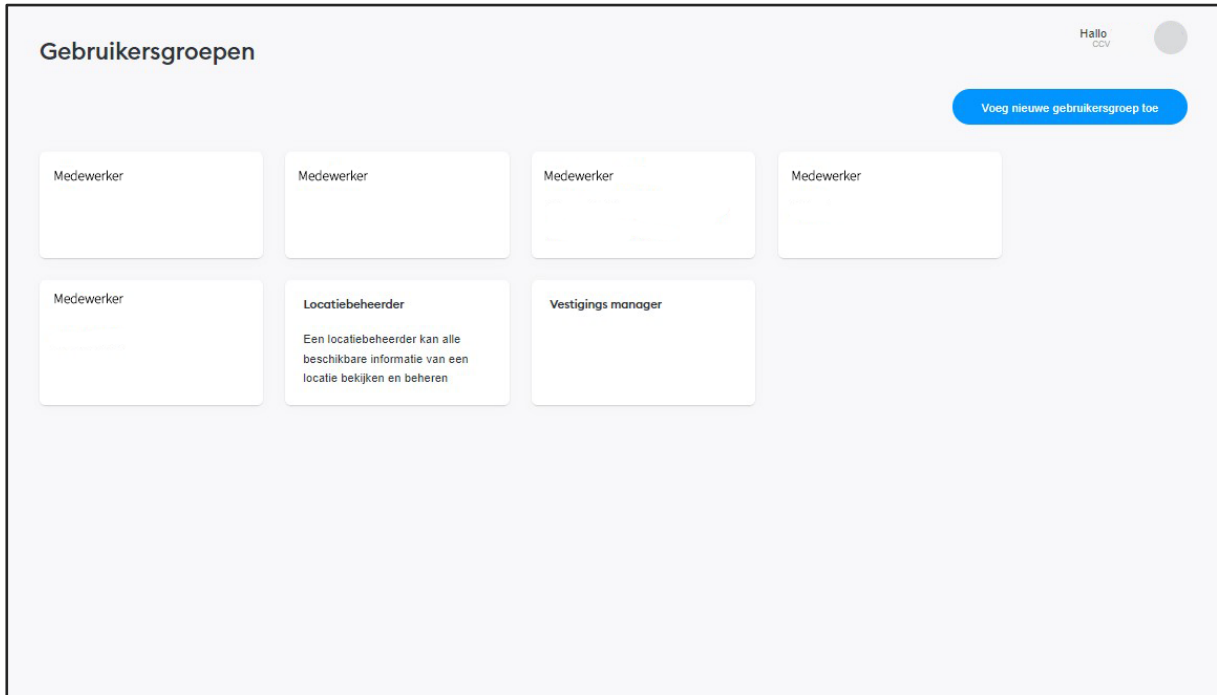 Gebruikersgroepen
Hallo
CCV
Voeg nieuwe gebruikersgroep toe
Medewerker
Medewerker
Medewerker
Medewerker
Medewerker
Locatiebeheerder
Een locatiebeheerder kan alle
beschikbare informatie van een
locatie bekijken en beheren
Vestigings manager